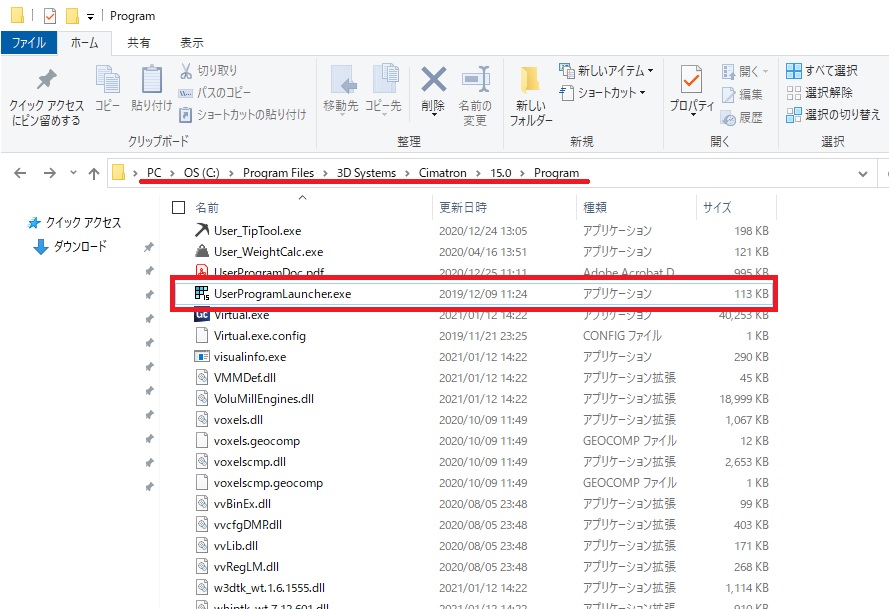 Program
ファイル ホーム 共有 表示
クイック アクセス
にピン留めする
コピー
貼り付け
切り取り
パスのコピー
ショートカットの貼り付け
クリップボード
移動先
コピー先
削除
名前の
変更
整理
新しい
フォルダー
新しいアイテム
ショートカット
新規
プロパティ
開く
編集
履歴
開く
すべて選択
選択解除
選択の切り替え
選択
PC > OS (C:) > Program Files > 3D Systems > Cimatron > 15.0 > Program
クイック アクセス
ダウンロード
名前 更新日時 種類 サイズ
User_TipTool.exe 2020/12/24 13:05 アプリケーション 198 KB
User_WeightCalc.exe 2020/04/16 13:51 アプリケーション 121 KB
UserProgramDoc.pdf 2020/12/25 11:11 Adobe Acrobat D... 995 KB
UserProgramLauncher.exe 2019/12/09 11:24 アプリケーション 113 KB
Virtual.exe 2021/01/12 14:22 アプリケーション 40,253 KB
Virtual.exe.config 2019/11/21 23:25 CONFIG ファイル 1 KB
visualinfo.exe 2021/01/12 14:22 アプリケーション 290 KB
VMMDef.dll 2021/01/12 14:22 アプリケーション拡張 45 KB
VoluMillEngines.dll 2021/01/12 14:22 アプリケーション拡張 18,999 KB
voxels.dll 2020/10/09 11:49 アプリケーション拡張 1,067 KB
voxels.geocomp 2020/10/09 11:49 GEOCOMP ファイル 12 KB
voxelscmp.dll 2020/10/09 11:49 アプリケーション拡張 2,653 KB
voxelscmp.geocomp 2020/10/09 11:49 GEOCOMP ファイル 1 KB
vvBinEx.dll 2020/08/05 23:48 アプリケーション拡張 99 KB
vvcfgDMP.dll 2020/08/05 23:48 アプリケーション拡張 403 KB
vvLib.dll 2020/08/05 23:48 アプリケーション拡張 171 KB
vvRegLM.dll 2020/08/05 23:48 アプリケーション拡張 268 KB
w3dtk_wt.1.6.1555.dll 2021/01/12 14:22 アプリケーション拡張 1,114 KB